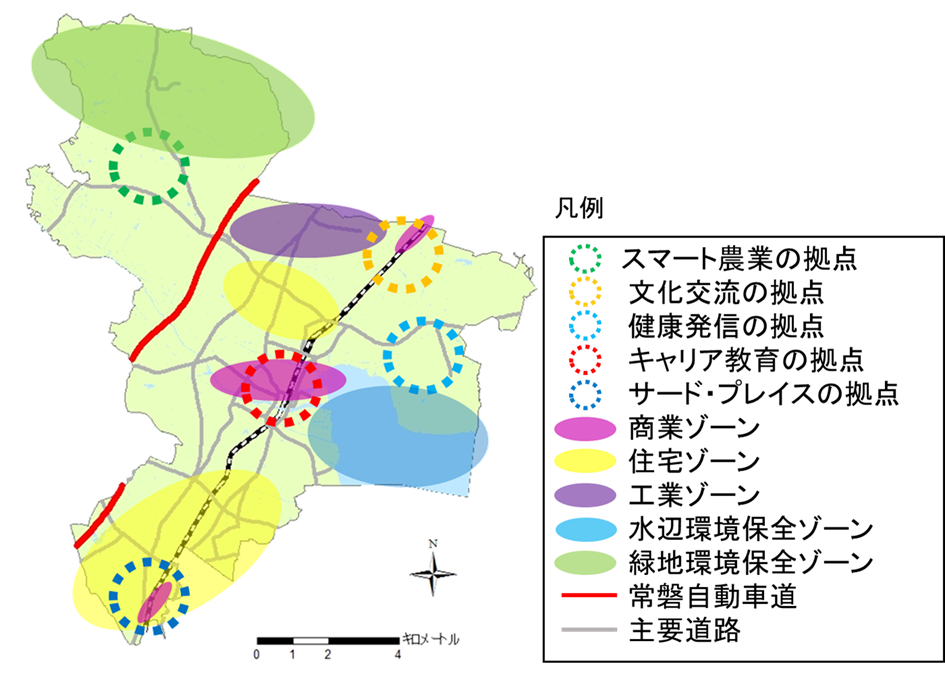 凡例
スマート農業の拠点
文化交流の拠点
健康発信の拠点
キャリア教育の拠点
サード・プレイスの拠点
商業ゾーン
住宅ゾーン
工業ゾーン
水辺環境保全ゾーン
緑地環境保全ゾーン
常磐自動車道
主要道路
N
キロメートル
0 1 2 4